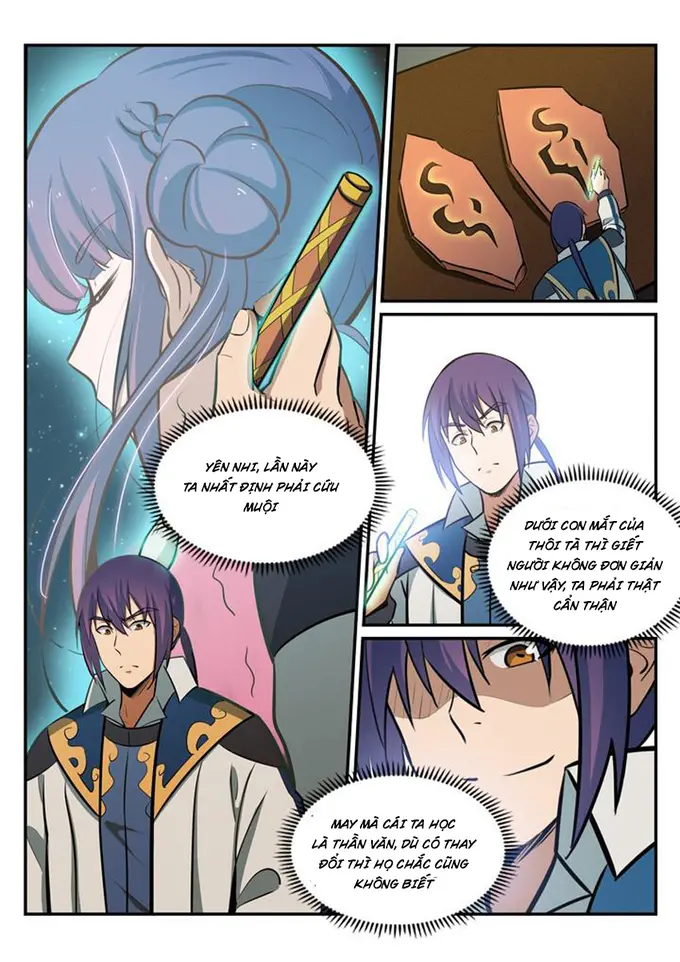 YÊN NHI, LẦN NÀY
TA NHẤT ĐỊNH PHẢI CỨU
MUỘI
DƯỚI CON MẮT CỦA
THÔI TÀ THÌ GIẾT
NGƯỜI KHÔNG ĐƠN GIẢN
NHƯ VẬY, TA PHẢI THẬT
CẨN THẬN
MAY MÀ CÁI TA HỌC
LÀ THẦN VĂN, DÙ CÓ THAY
ĐỔI THÌ HỌ CHẮC CŨNG
KHÔNG BIẾT